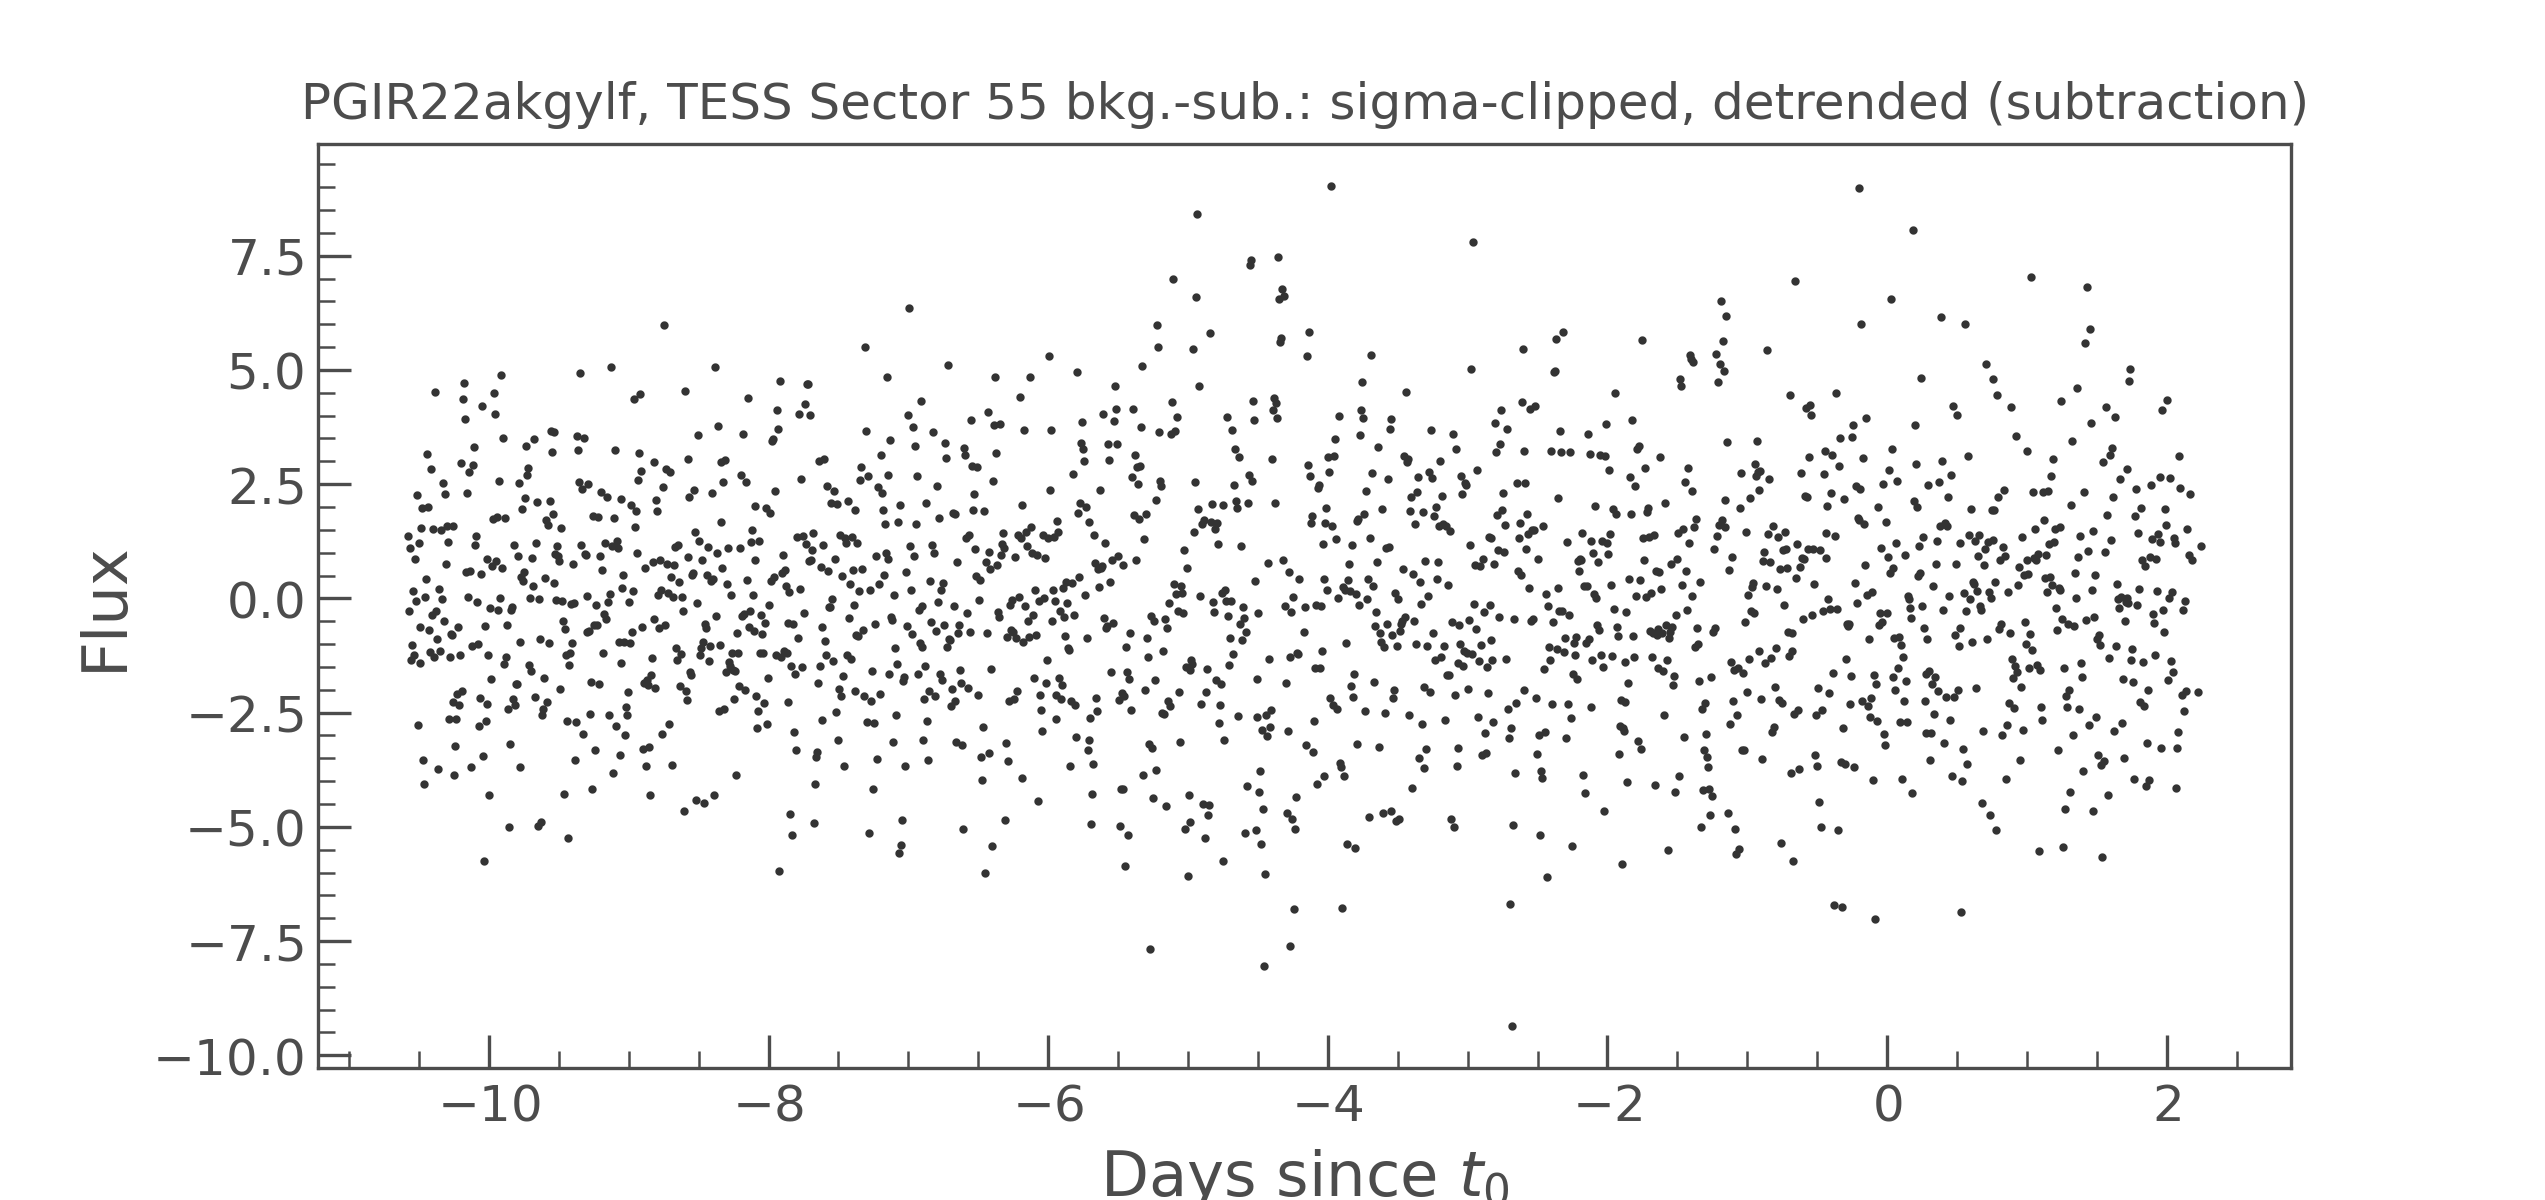 PGIR22akgylf, TESS Sector 55 bkg.-sub.: sigma-clipped, detrended (subtraction)
Flux
7.5
5.0
2.5
0.0
−2.5
−5.0
−7.5
−10.0
−10 −8 −6 −4 −2 0 2
Days since t0